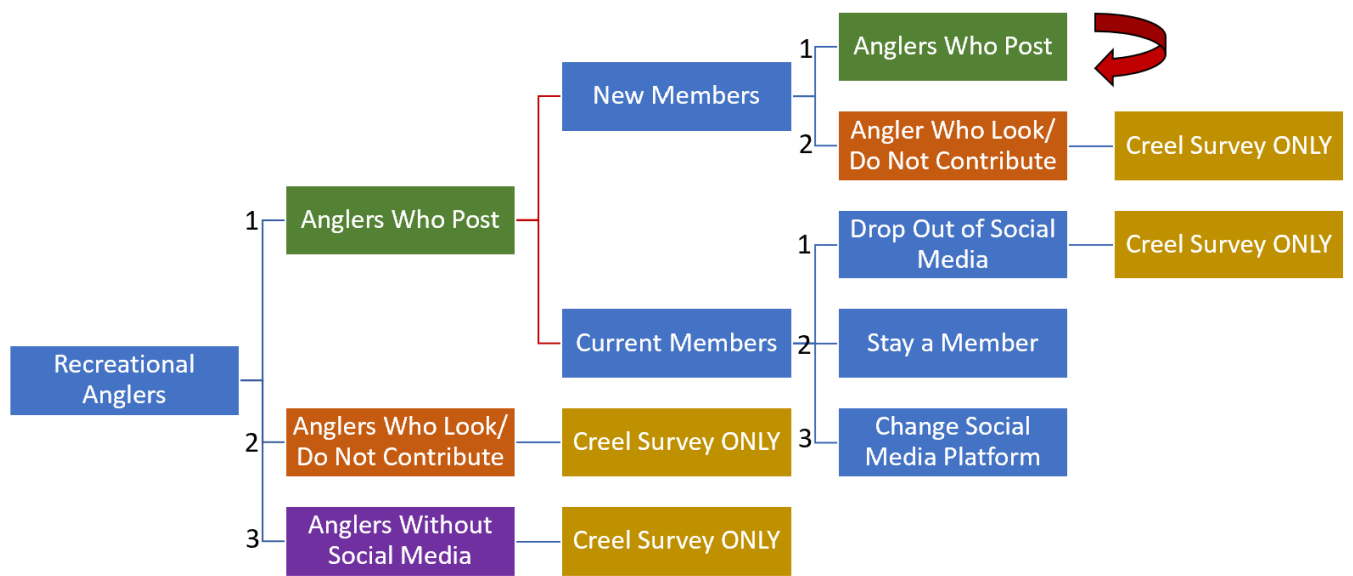 Recreational
Anglers
1
Anglers Who Post
2
Anglers Who Look/
Do Not Contribute
Creel Survey ONLY
3
Anglers Without
Social Media
Creel Survey ONLY
New Members
1
Anglers Who Post
2
Angler Who Look/
Do Not Contribute
Creel Survey ONLY
Current Members
1
Drop Out of Social
Media
Creel Survey ONLY
2
Stay a Member
3
Change Social
Media Platform